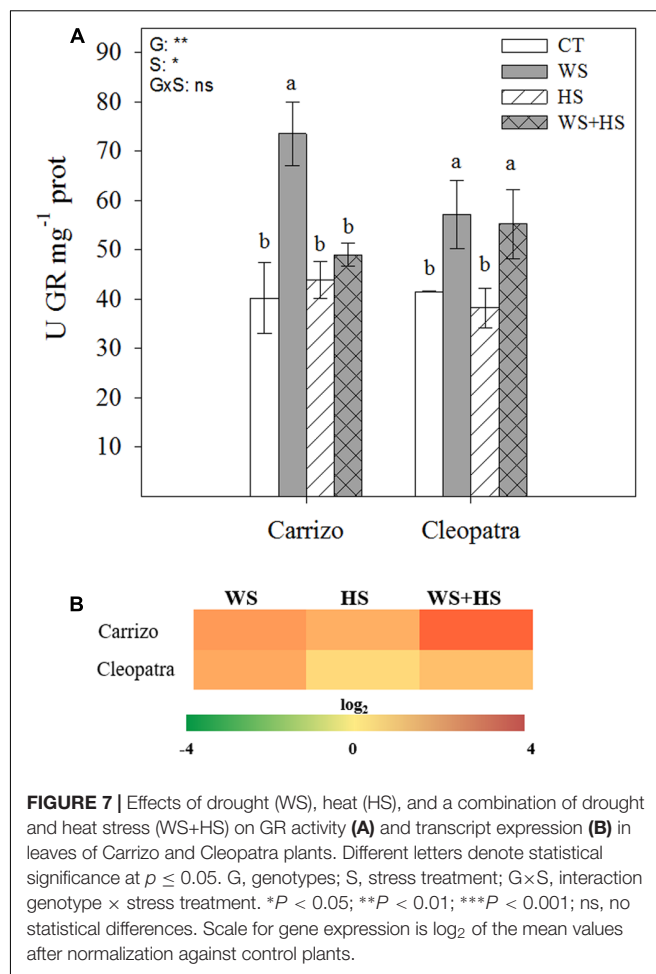 A
G: **
S: *
GxS: ns
CT
WS
HS
WS+HS
90
80
70
60
50
40
30
20
10
U GR mg-1 prot
b
a
b
b
b
a
b
a
Carrizo
Cleopatra
B
WS
HS
WS+HS
Carrizo
Cleopatra
log2
-4
0
4
FIGURE 7 | Effects of drought (WS), heat (HS), and a combination of drought
and heat stress (WS+HS) on GR activity (A) and transcript expression (B) in
leaves of Carrizo and Cleopatra plants. Different letters denote statistical
significance at p ≤ 0.05. G, genotypes; S, stress treatment; G×S, interaction
genotype × stress treatment. *P < 0.05; **P < 0.01; ***P < 0.001; ns, no
statistical differences. Scale for gene expression is log2 of the mean values
after normalization against control plants.